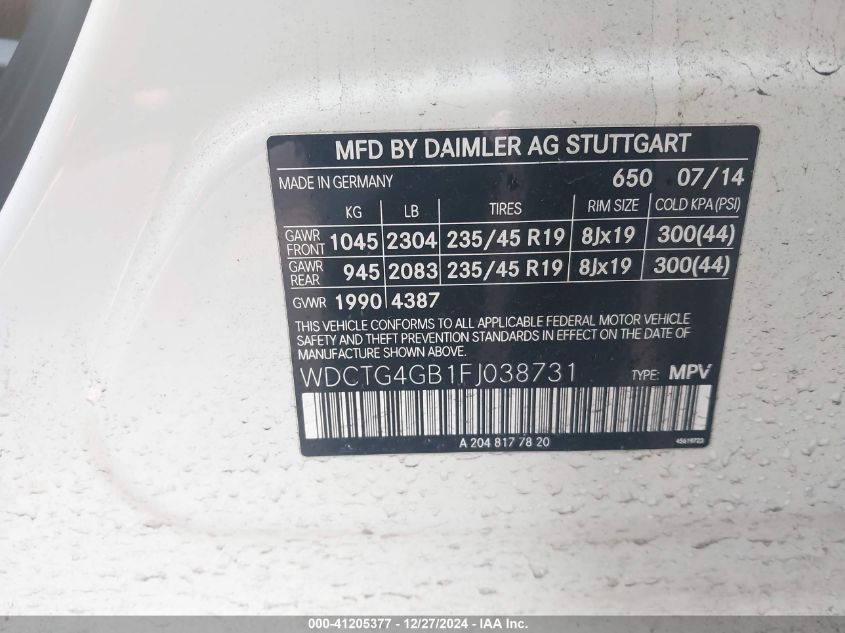 MFD BY DAIMLER AG STUTTGART
MADE IN GERMANY 650 07/14
KG LB TIRES RIM SIZE COLD KPA (PSI)
GAWR FRONT 1045 2304 235/45 R19 8Jx19 300(44)
GAWR REAR 945 2083 235/45 R19 8Jx19 300(44)
GVWR 1990 4387
THIS VEHICLE CONFORMS TO ALL APPLICABLE FEDERAL MOTOR VEHICLE
SAFETY AND THEFT PREVENTION STANDARDS IN EFFECT ON THE DATE OF
MANUFACTURE SHOWN ABOVE.
WDCTG4GB1FJ038731 TYPE: MPV
A 204 817 78 20 45619723
000-41205377 - 12/27/2024 - IAA Inc.